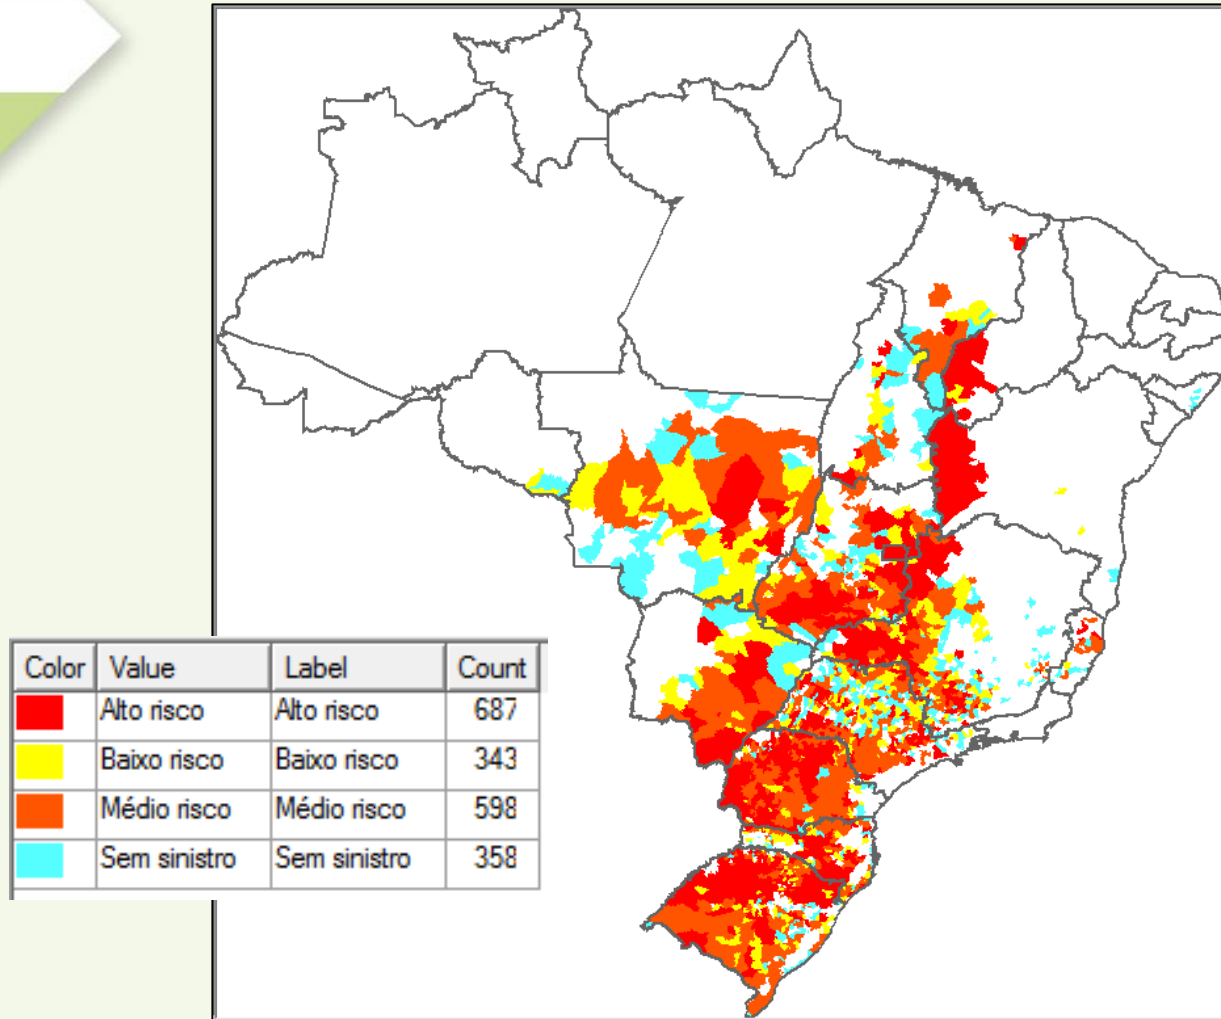 Color Value Label Count
Alto risco Alto risco 687
Baixo risco Baixo risco 343
Médio risco Médio risco 598
Sem sinistro Sem sinistro 358